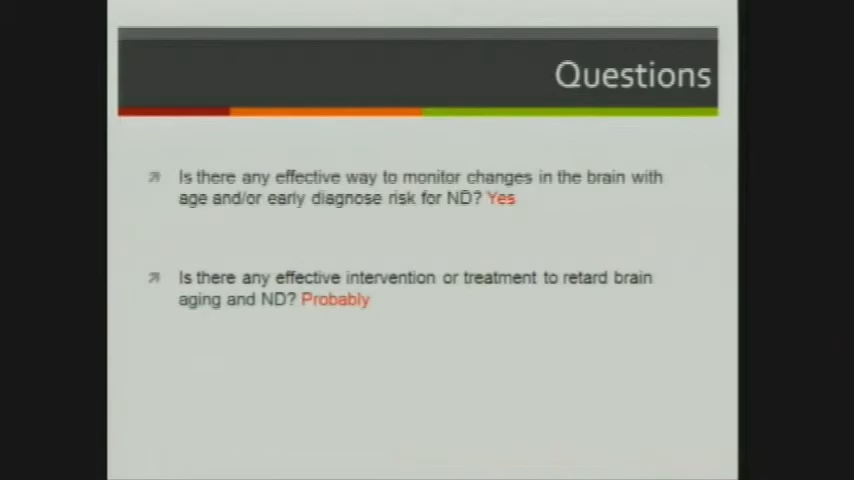 Questions
Is there any effective way to monitor changes in the brain with
age and/or early diagnose risk for ND? Yes
Is there any effective intervention or treatment to retard brain
aging and ND? Probably